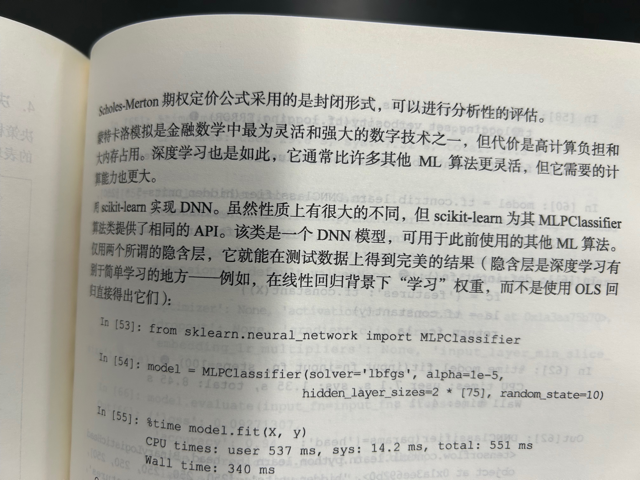 Scholes-Merton 期权定价公式采用的是封闭形式，可以进行分析性的评估。
蒙特卡洛模拟是金融数学中最为灵活和强大的数字技术之一，但代价是高计算负担和
大内存占用。深度学习也是如此，它通常比许多其他 ML 算法更灵活，但它需要的计
算能力也更大。
用 scikit-learn 实现 DNN。虽然性质上有很大的不同，但 scikit-learn 为其 MLPClassifier
算法类提供了相同的 API。该类是一个 DNN 模型，可用于此前使用的其他 ML 算法。
仅用两个所谓的隐含层，它就能在测试数据上得到完美的结果（隐含层是深度学习有
别于简单学习的地方——例如，在线性回归背景下“学习”权重，而不是使用 OLS 回
归直接得出它们）：
In [53]: from sklearn.neural_network import MLPClassifier
In [54]: model = MLPClassifier(solver='lbfgs', alpha=1e-5,
hidden_layer_sizes=2 * [75], random_state=10)
In [55]: %time model.fit(X, y)
CPU times: user 537 ms, sys: 14.2 ms, total: 551 ms
Wall time: 340 ms